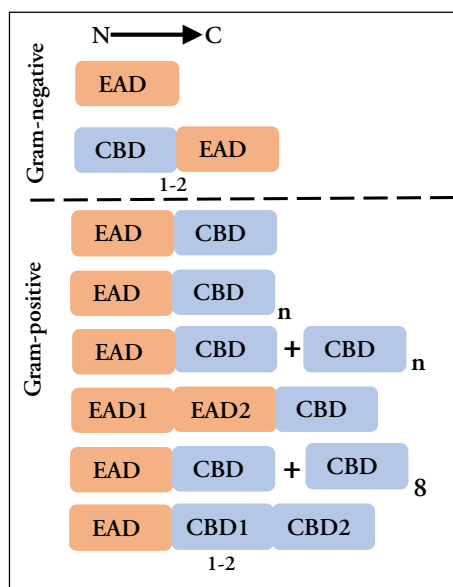 N C
Gram-negative
EAD
CBD EAD
1-2
Gram-positive
EAD CBD
EAD CBD n
EAD CBD + CBD n
EAD1 EAD2 CBD
EAD CBD + CBD 8
EAD CBD1 CBD2
1-2